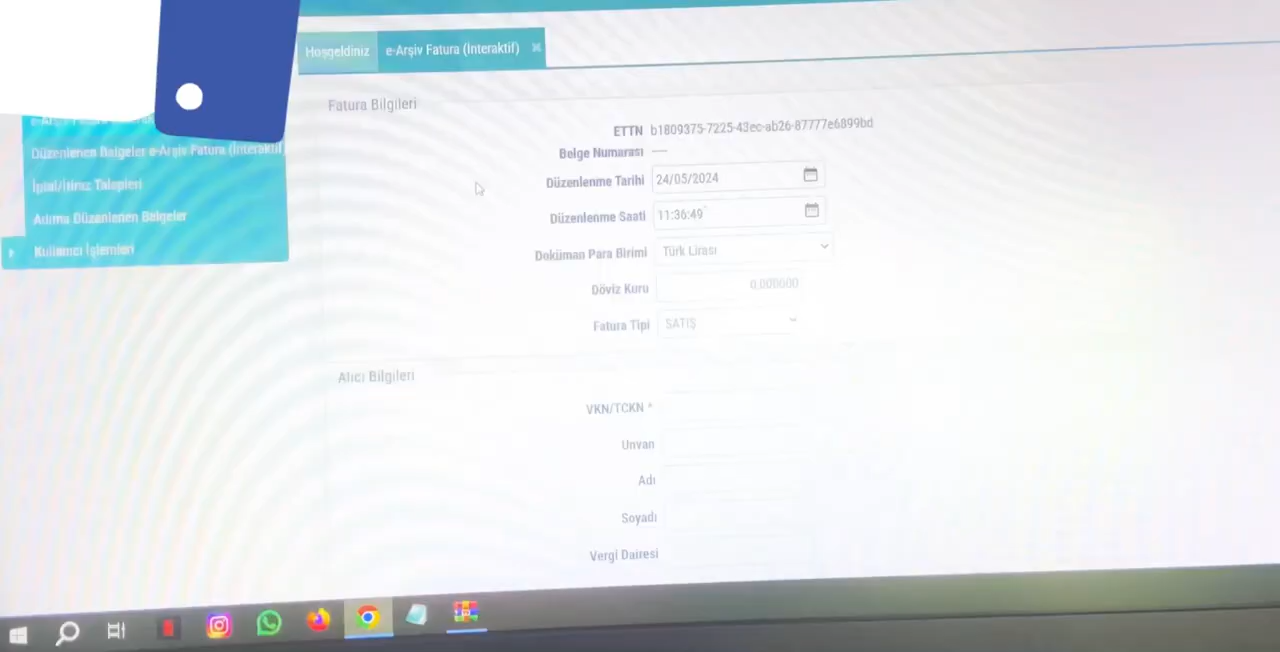 Hoşgeldiniz
e-Arşiv Fatura (İnteraktif)
Düzenlenen Belgeler e-Arşiv Fatura (İnteraktif)
İptal/İtiraz Talepleri
Adıma Düzenlenen Belgeler
Kullanıcı İşlemleri
Fatura Bilgileri
ETTN b1809375-7225-43ec-ab26-87777e6899bd
Belge Numarası ----
Düzenlenme Tarihi 24/05/2024
Düzenlenme Saati 11:36:49
Doküman Para Birimi Türk Lirası
Döviz Kuru 0,000000
Fatura Tipi SATIŞ
Alıcı Bilgileri
VKN/TCKN *
Unvan
Adı
Soyadı
Vergi Dairesi